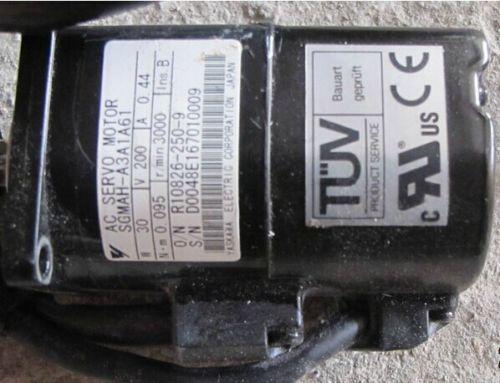 AC SERVO MOTOR
SGMAH-A3A1A61
W 30 V 200 A 0.44
N·m 0.095 r/min 3000 Ins. B
O/N R10826-250-9
S/N D0048E167010009
YASKAWA ELECTRIC CORPORATION JAPAN
TÜV
Bauart
geprüft
PRODUCT SERVICE
CE
c RU US